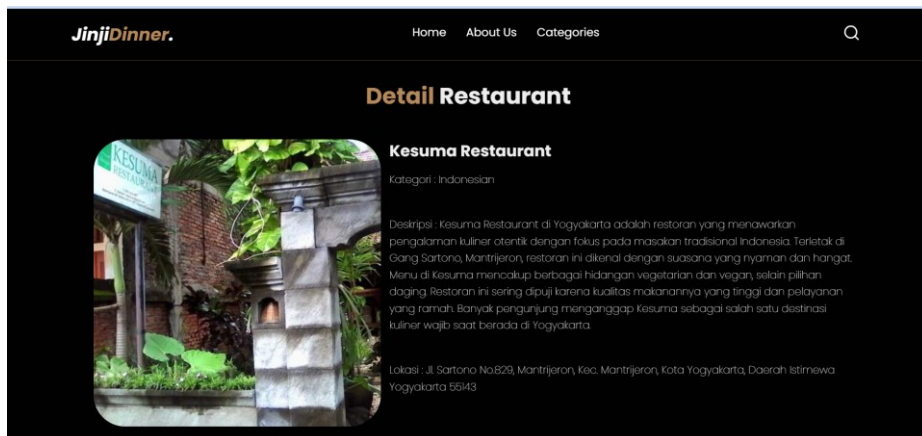 JinjiDinner.
Home About Us Categories
Detail Restaurant
KESUMA
RESTAURANT
Kesuma Restaurant
Kategori : Indonesian
Deskripsi : Kesuma Restaurant di Yogyakarta adalah restoran yang menawarkan
pengalaman kuliner otentik dengan fokus pada masakan tradisional Indonesia. Terletak di
Gang Sartono, Mantrijeron, restoran ini dikenal dengan suasana yang nyaman dan hangat.
Menu di Kesuma mencakup berbagai hidangan vegetarian dan vegan, selain pilihan
daging. Restoran ini sering dipuji karena kualitas makanannya yang tinggi dan pelayanan
yang ramah. Banyak pengunjung menganggap Kesuma sebagai salah satu destinasi
kuliner wajib saat berada di Yogyakarta.
Lokasi : Jl. Sartono No.829, Mantrijeron, Kec. Mantrijeron, Kota Yogyakarta, Daerah Istimewa
Yogyakarta 55143